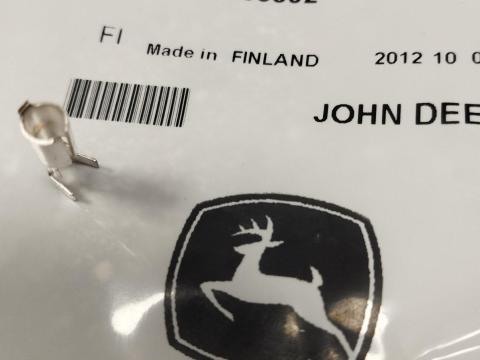 FI
Made in FINLAND
2012 10
JOHN DEE